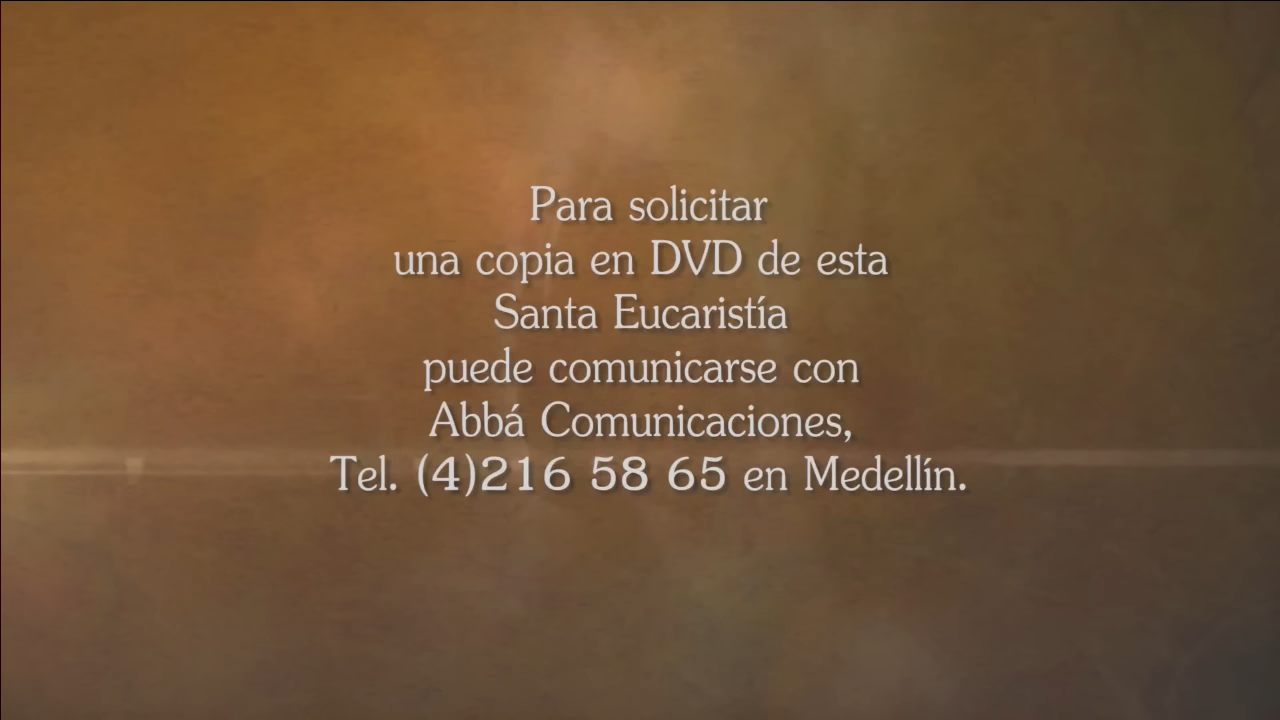 Para solicitar
una copia en DVD de esta
Santa Eucaristía
puede comunicarse con
Abbá Comunicaciones,
Tel. (4)216 58 65 en Medellín.